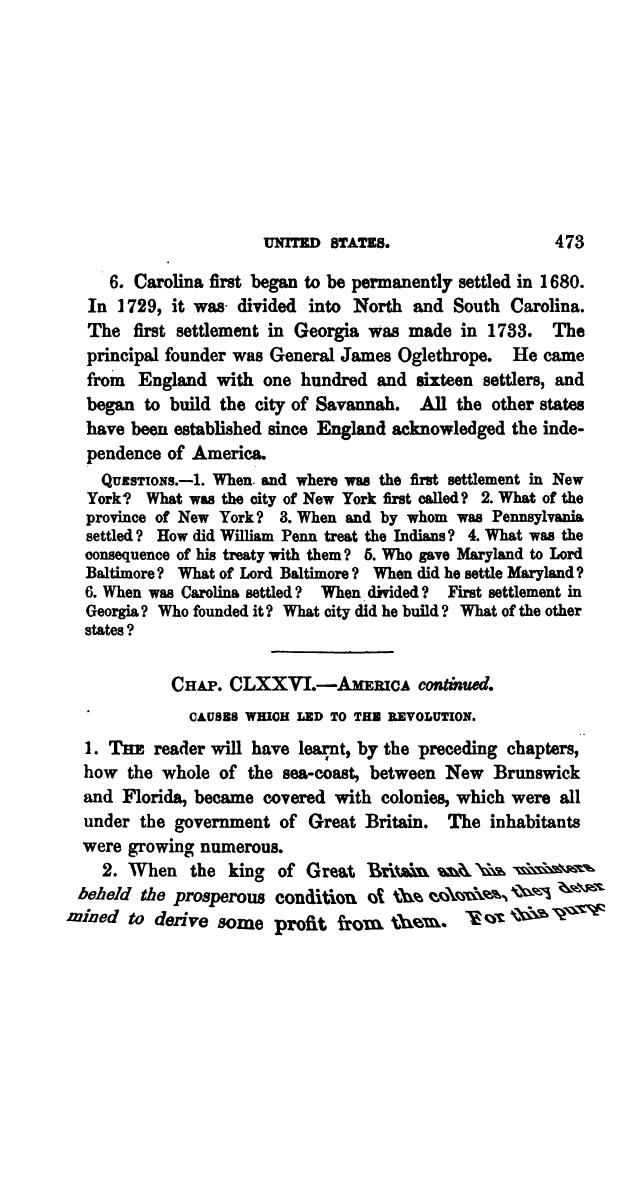 UNITED STATES. 473
6. Carolina first began to be permanently settled in 1680.
In 1729, it was divided into North and South Carolina.
The first settlement in Georgia was made in 1733. The
principal founder was General James Oglethrope. He came
from England with one hundred and sixteen settlers, and
began to build the city of Savannah. All the other states
have been established since England acknowledged the inde-
pendence of America.
QUESTIONS.—1. When and where was the first settlement in New
York? What was the city of New York first called? 2. What of the
province of New York? 3. When and by whom was Pennsylvania
settled? How did William Penn treat the Indians? 4. What was the
consequence of his treaty with them? 5. Who gave Maryland to Lord
Baltimore? What of Lord Baltimore? When did he settle Maryland?
6. When was Carolina settled? When divided? First settlement in
Georgia? Who founded it? What city did he build? What of the other
states?
CHAP. CLXXVI.—AMERICA continued.
CAUSES WHICH LED TO THE REVOLUTION.
1. THE reader will have learnt, by the preceding chapters,
how the whole of the sea-coast, between New Brunswick
and Florida, became covered with colonies, which were all
under the government of Great Britain. The inhabitants
were growing numerous.
2. When the king of Great Britain and his ministers
beheld the prosperous condition of the colonies, they deter
mined to derive some profit from them. For this purpo